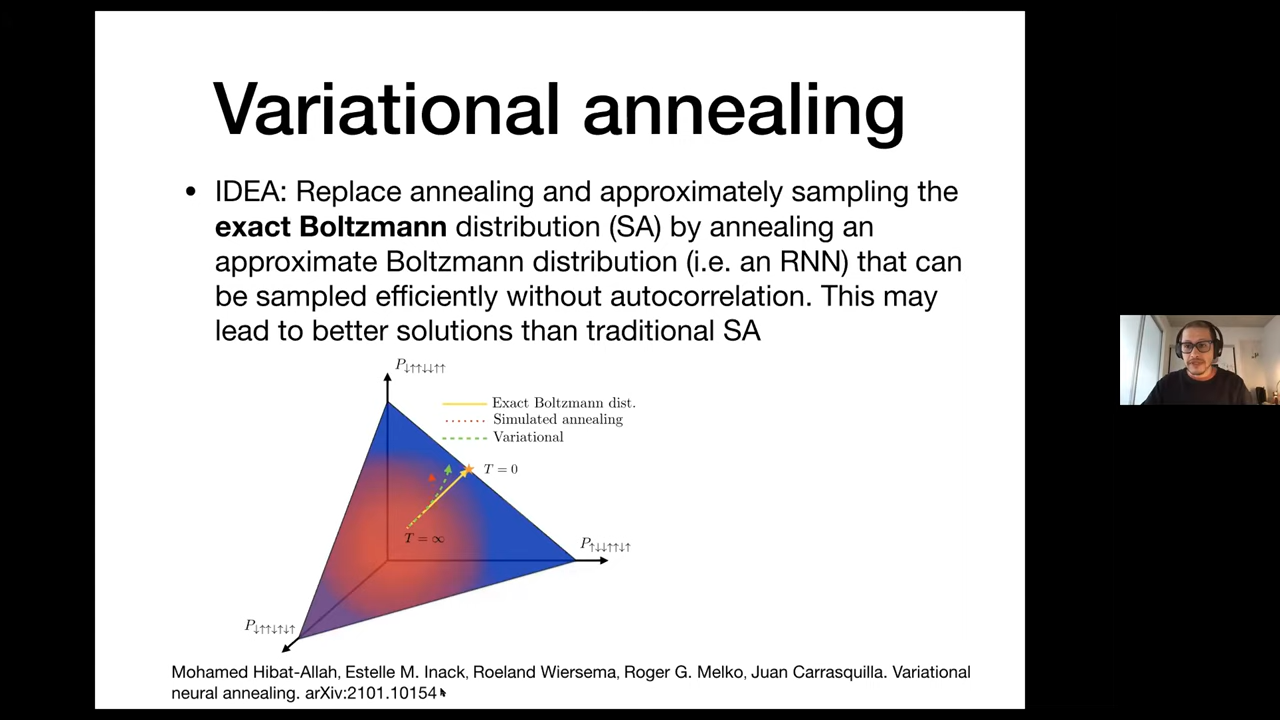 Variational annealing
• IDEA: Replace annealing and approximately sampling the
exact Boltzmann distribution (SA) by annealing an
approximate Boltzmann distribution (i.e. an RNN) that can
be sampled efficiently without autocorrelation. This may
lead to better solutions than traditional SA
P↓↑↑↓↓↑↑
Exact Boltzmann dist.
Simulated annealing
Variational
T = 0
T = ∞
P↑↓↓↑↑↓↑
P↓↑↑↓↑↓↑
Mohamed Hibat-Allah, Estelle M. Inack, Roeland Wiersema, Roger G. Melko, Juan Carrasquilla. Variational
neural annealing. arXiv:2101.10154